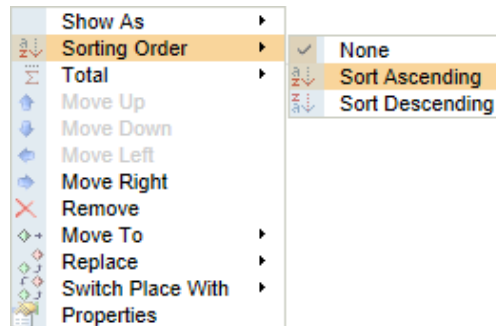 Show As
Sorting Order
Total
Move Up
Move Down
Move Left
Move Right
Remove
Move To
Replace
Switch Place With
Properties
None
Sort Ascending
Sort Descending